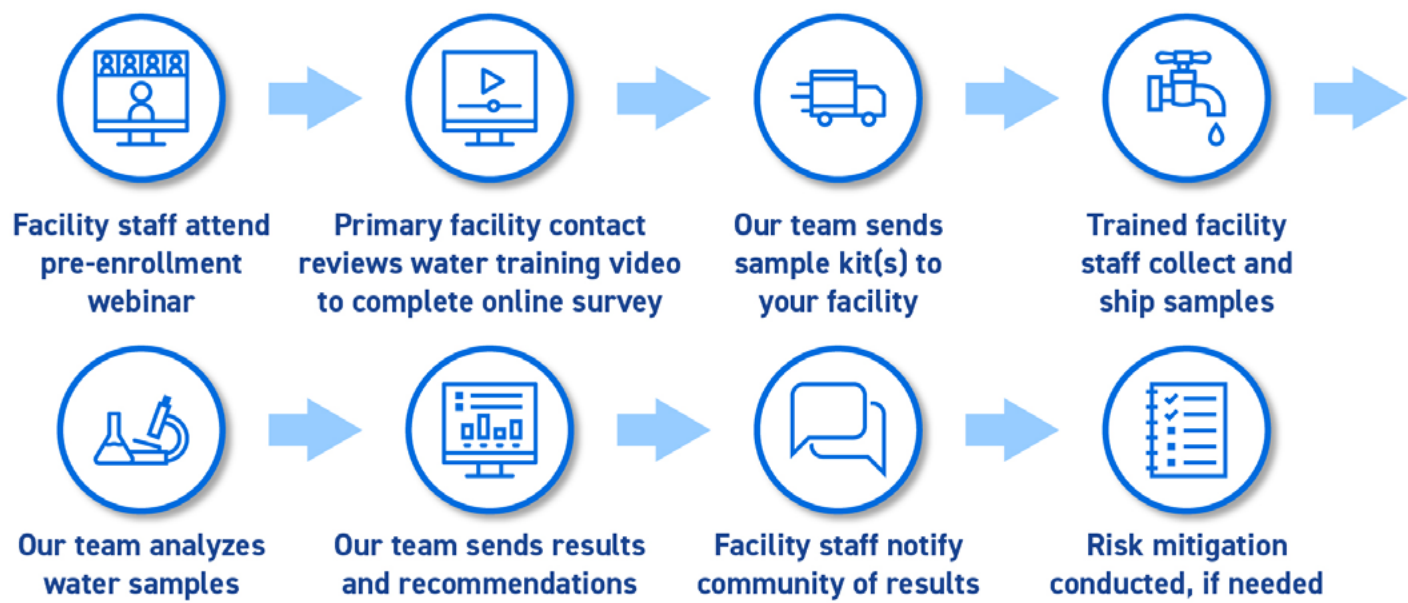 Facility staff attend
pre-enrollment
webinar
Primary facility contact
reviews water training video
to complete online survey
Our team sends
sample kit(s) to
your facility
Trained facility
staff collect and
ship samples
Our team analyzes
water samples
Our team sends results
and recommendations
Facility staff notify
community of results
Risk mitigation
conducted, if needed